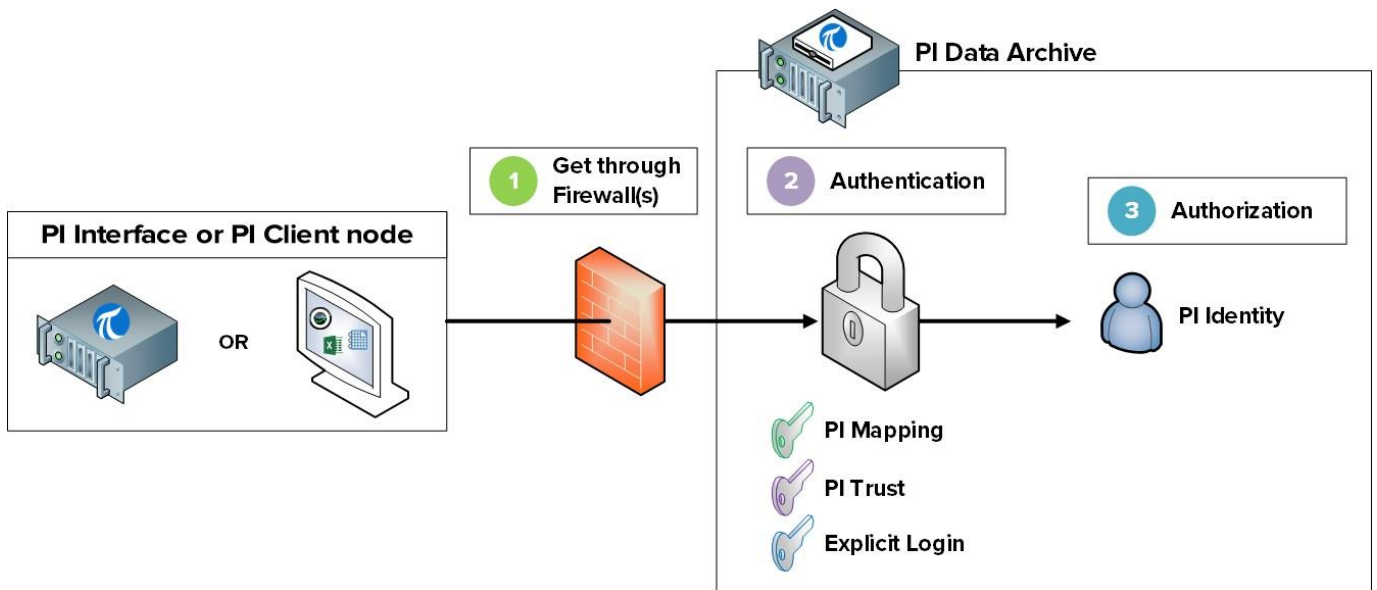 PI Data Archive
1
Get through
Firewall(s)
2
Authentication
3
Authorization
PI Interface or PI Client node
OR
PI Identity
PI Mapping
PI Trust
Explicit Login